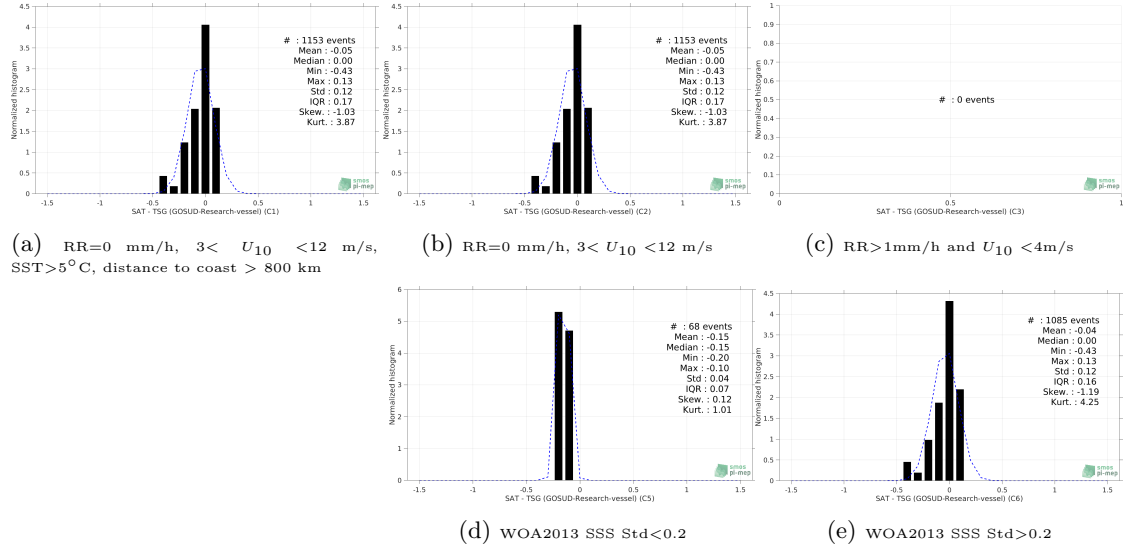 4.5
4
3.5
3
2.5
2
1.5
1
0.5
0
Normalized histogram
# : 1153 events
Mean : -0.05
Median : 0.00
Min : -0.43
Max : 0.13
Std : 0.12
IQR : 0.17
Skew. : -1.03
Kurt. : 3.87
smos
pi-mep
-1.5 -1 -0.5 0 0.5 1 1.5
SAT - TSG (GOSUD-Research-vessel) (C1)
(a) RR=0 mm/h, 3< U10 <12 m/s,
SST>5°C, distance to coast > 800 km
4.5
4
3.5
3
2.5
2
1.5
1
0.5
0
Normalized histogram
# : 1153 events
Mean : -0.05
Median : 0.00
Min : -0.43
Max : 0.13
Std : 0.12
IQR : 0.17
Skew. : -1.03
Kurt. : 3.87
smos
pi-mep
-1.5 -1 -0.5 0 0.5 1 1.5
SAT - TSG (GOSUD-Research-vessel) (C2)
(b) RR=0 mm/h, 3< U10 <12 m/s
1
0.9
0.8
0.7
0.6
0.5
0.4
0.3
0.2
0.1
0
Normalized histogram
# : 0 events
smos
pi-mep
0.5 1
SAT - TSG (GOSUD-Research-vessel) (C3)
(c) RR>1mm/h and U10 <4m/s
6
5
4
3
2
1
0
Normalized histogram
# : 68 events
Mean : -0.15
Median : -0.15
Min : -0.20
Max : -0.10
Std : 0.04
IQR : 0.07
Skew. : 0.12
Kurt. : 1.01
smos
pi-mep
-1.5 -1 -0.5 0 0.5 1 1.5
SAT - TSG (GOSUD-Research-vessel) (C5)
(d) WOA2013 SSS Std<0.2
4.5
4
3.5
3
2.5
2
1.5
1
0.5
0
Normalized histogram
# : 1085 events
Mean : -0.04
Median : 0.00
Min : -0.43
Max : 0.13
Std : 0.12
IQR : 0.16
Skew. : -1.19
Kurt. : 4.25
smos
pi-mep
-1.5 -1 -0.5 0 0.5 1 1.5
SAT - TSG (GOSUD-Research-vessel) (C6)
(e) WOA2013 SSS Std>0.2